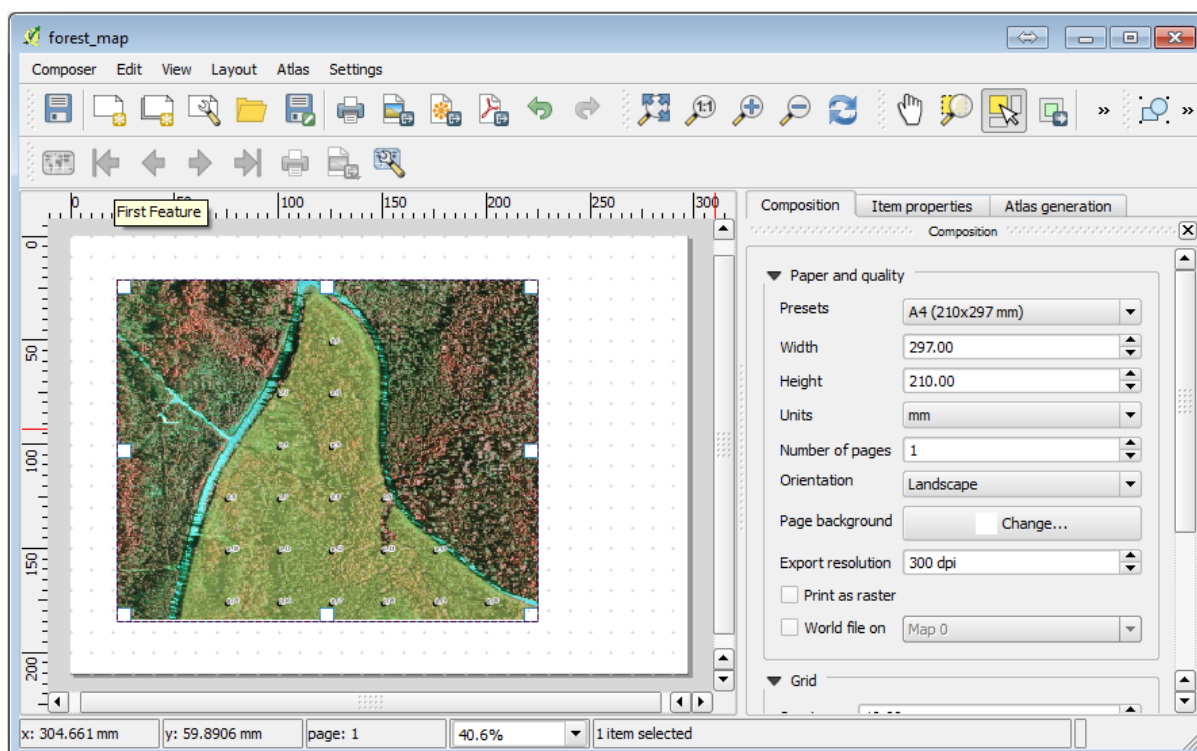 forest_map
Composer Edit View Layout Atlas Settings
1:1
» »
0 50 100 150 200 250 300
First Feature
0
50
100
150
200
Composition Item properties Atlas generation
Composition
Paper and quality
Presets A4 (210x297 mm)
Width 297.00
Height 210.00
Units mm
Number of pages 1
Orientation Landscape
Page background Change...
Export resolution 300 dpi
Print as raster
World file on Map 0
Grid
x: 304.661 mm y: 59.8906 mm page: 1 40.6% 1 item selected